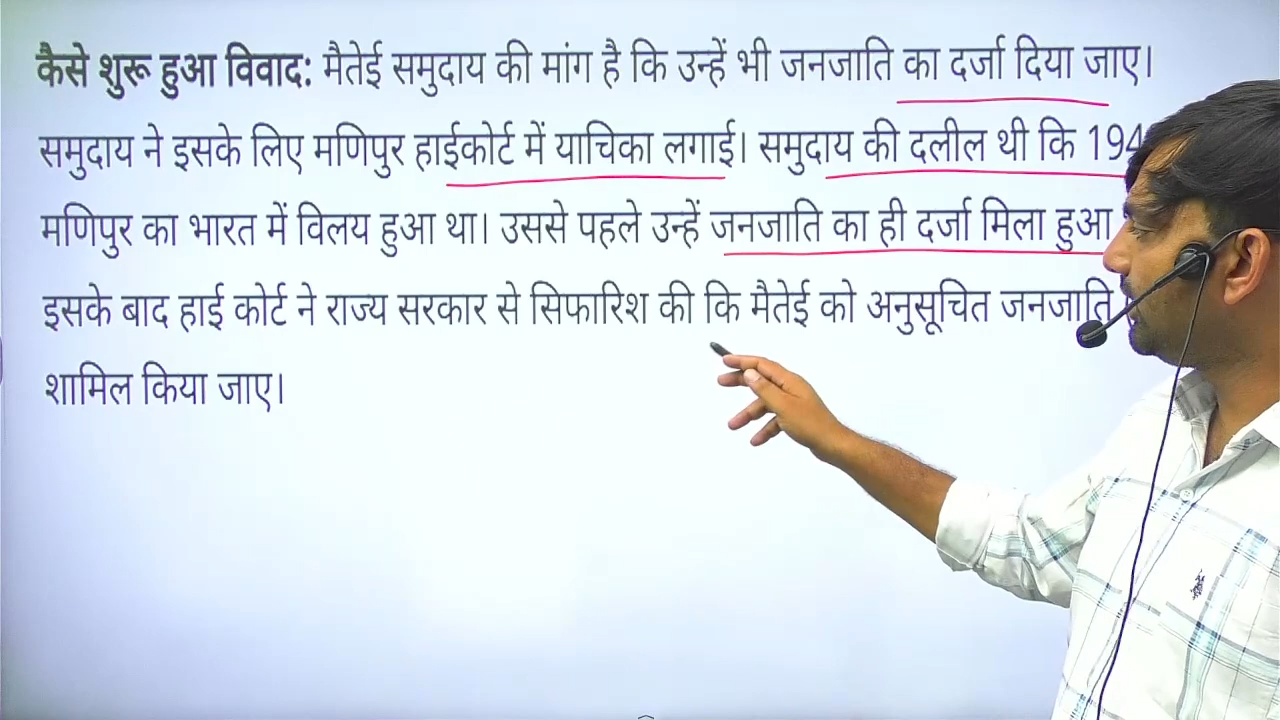 कैसे शुरू हुआ विवाद: मैतेई समुदाय की मांग है कि उन्हें भी जनजाति का दर्जा दिया जाए।
समुदाय ने इसके लिए मणिपुर हाईकोर्ट में याचिका लगाई। समुदाय की दलील थी कि
मणिपुर का भारत में विलय हुआ था। उससे पहले उन्हें जनजाति का ही दर्जा मिला हुआ
इसके बाद हाई कोर्ट ने राज्य सरकार से सिफारिश की कि मैतेई को अनुसूचित जनजाति
शामिल किया जाए।